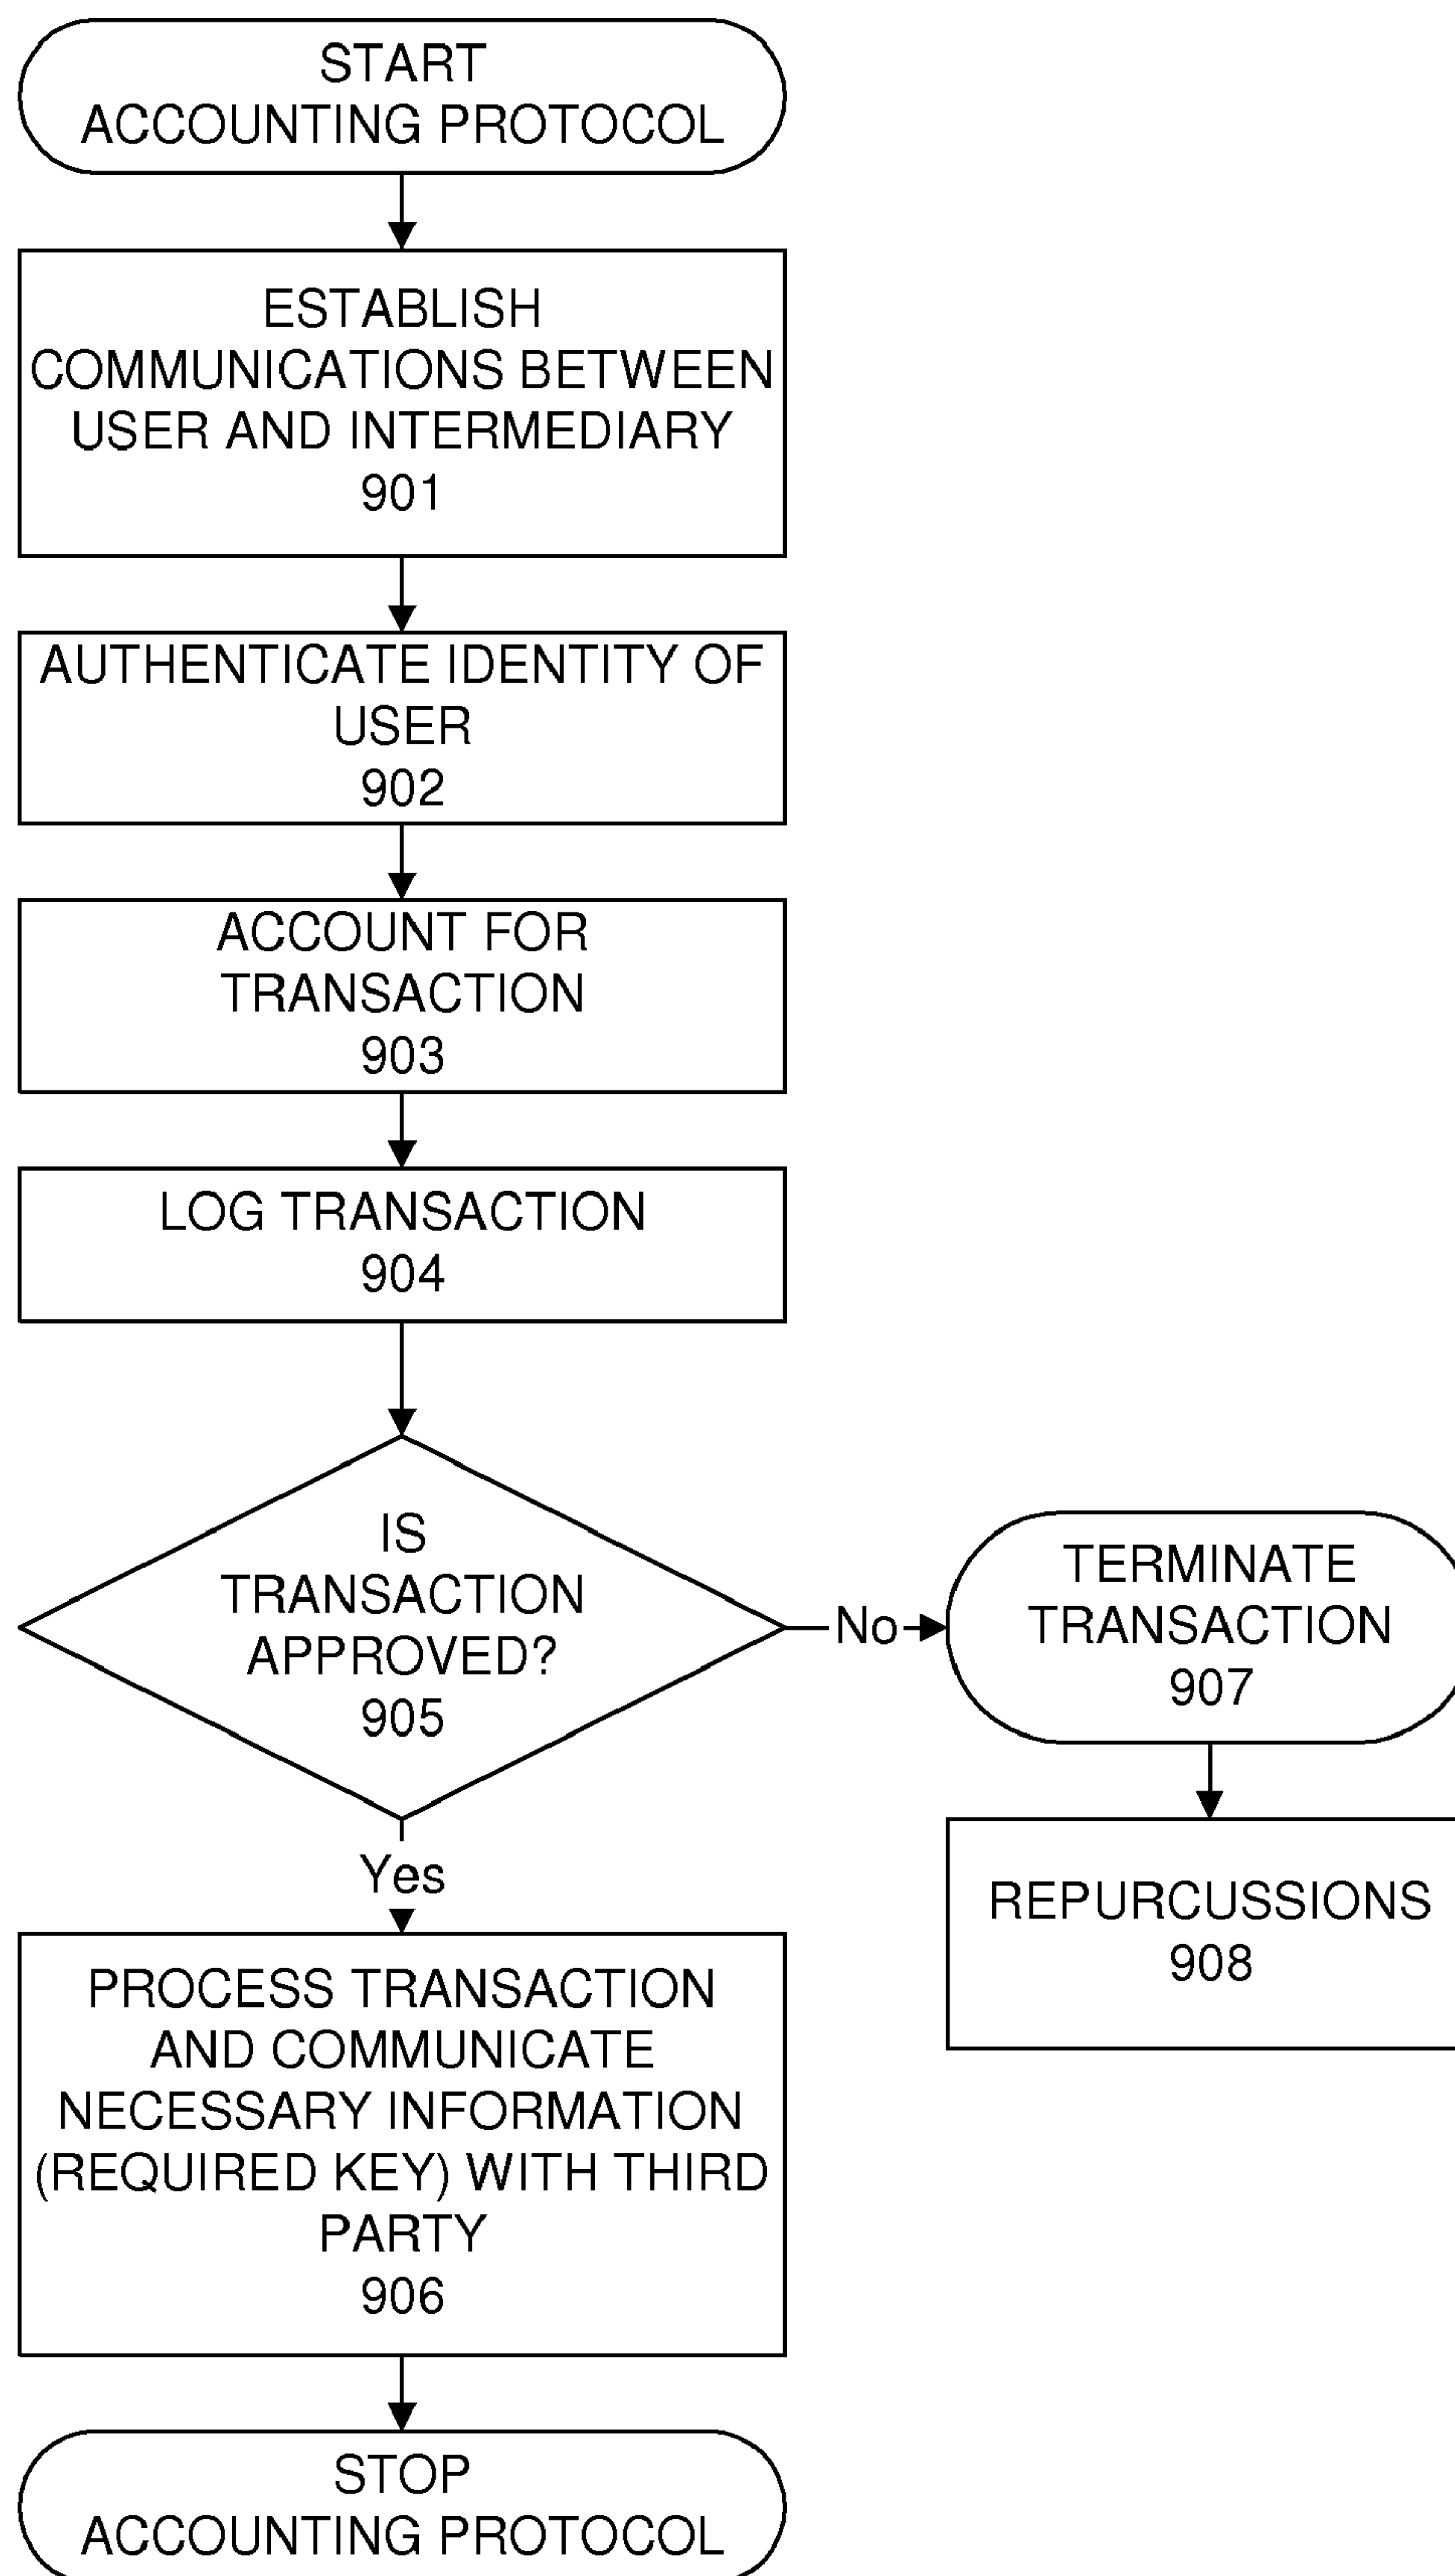 START
ACCOUNTING PROTOCOL
ESTABLISH
COMMUNICATIONS BETWEEN
USER AND INTERMEDIARY
901
AUTHENTICATE IDENTITY OF
USER
902
ACCOUNT FOR
TRANSACTION
903
LOG TRANSACTION
904
IS
TRANSACTION
APPROVED?
905
No
TERMINATE
TRANSACTION
907
REPURCUSSIONS
908
Yes
PROCESS TRANSACTION
AND COMMUNICATE
NECESSARY INFORMATION
(REQUIRED KEY) WITH THIRD
PARTY
906
STOP
ACCOUNTING PROTOCOL